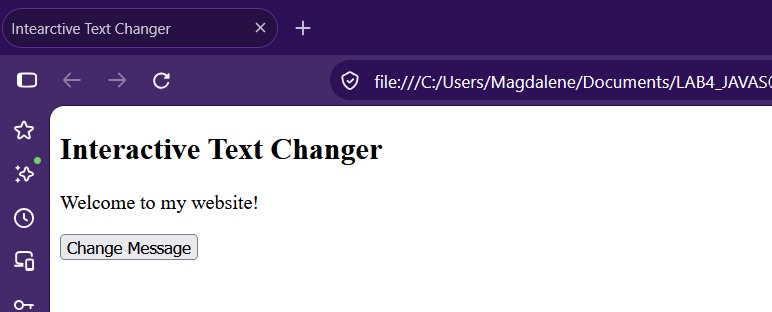 Intearctive Text Changer
file:///C:/Users/Magdalene/Documents/LAB4_JAVAS
Interactive Text Changer
Welcome to my website!
Change Message